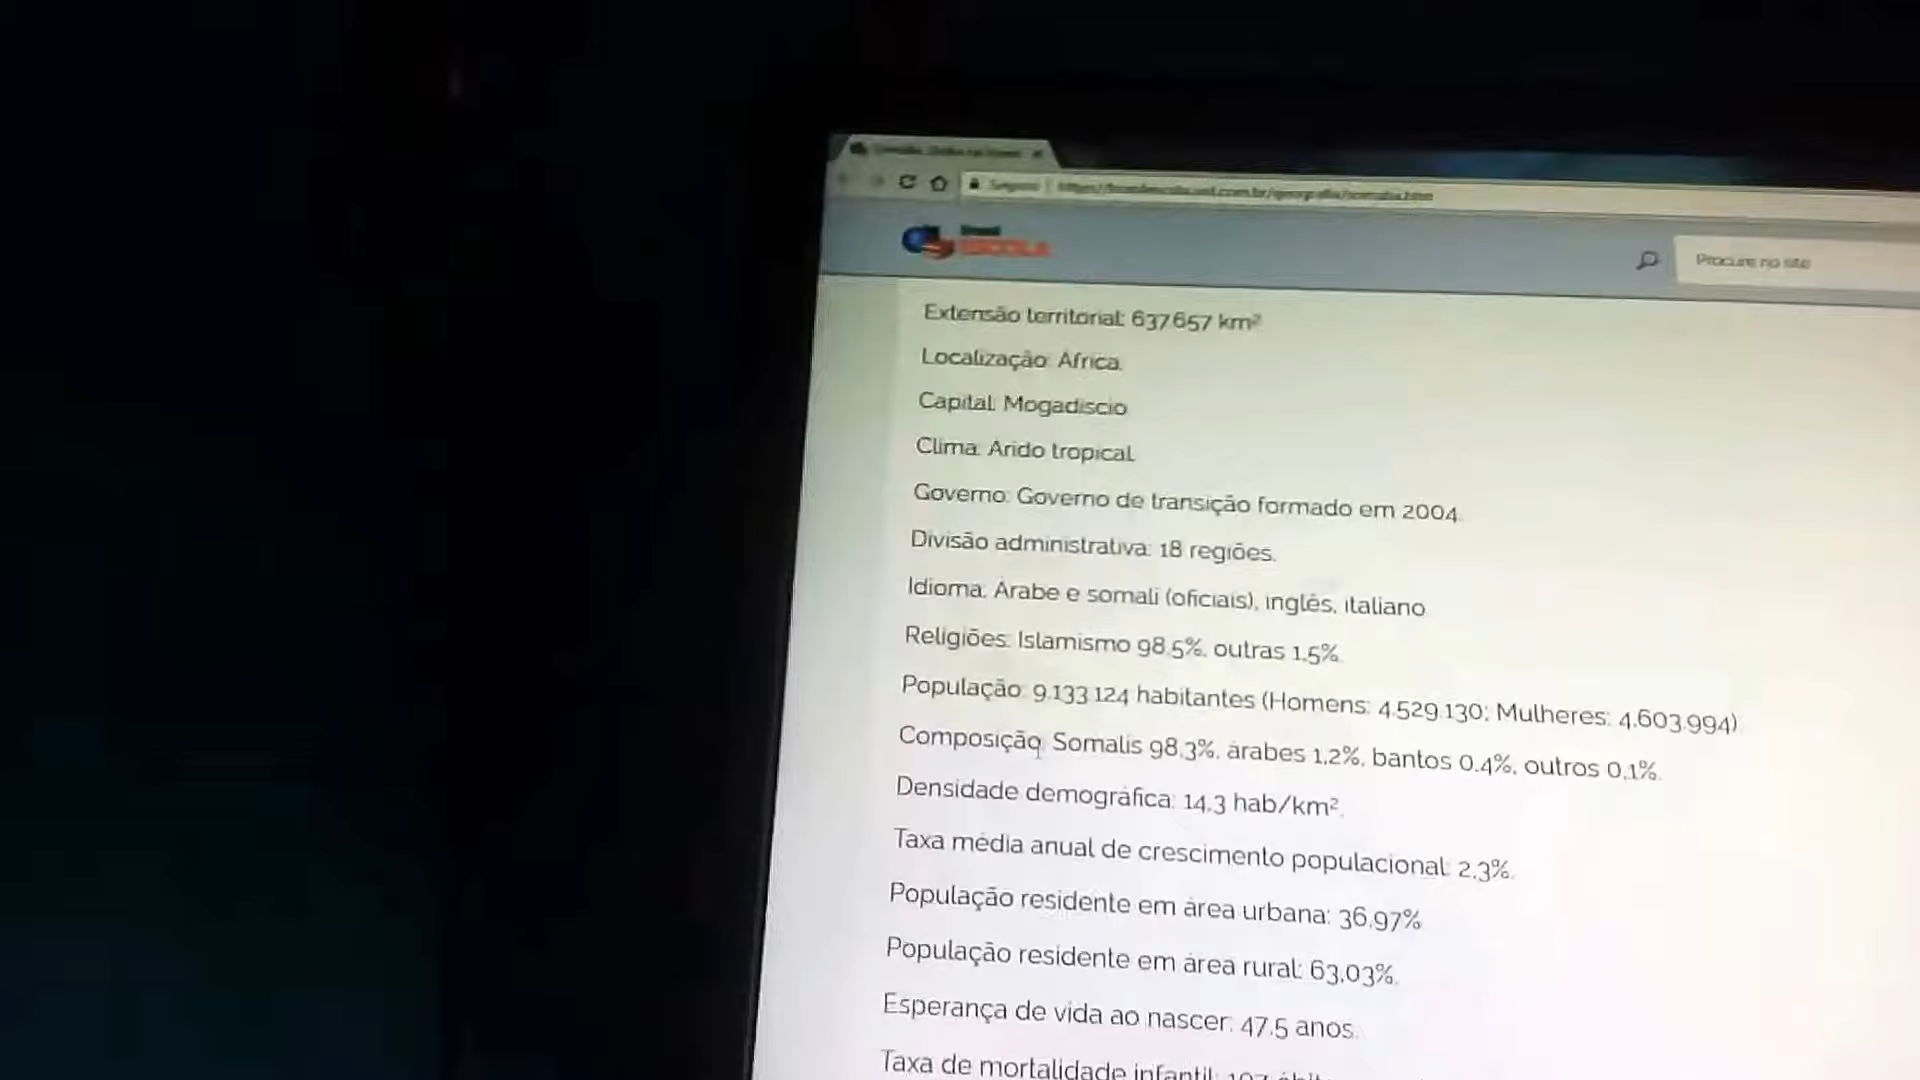 Brasil
ESCOLA
Procure no site
Extensão territorial: 637.657 km²
Localização: África.
Capital: Mogadíscio
Clima: Árido tropical.
Governo: Governo de transição formado em 2004.
Divisão administrativa: 18 regiões.
Idioma: Árabe e somali (oficiais), inglês, italiano
Religiões: Islamismo 98,5%, outras 1,5%.
População: 9.133.124 habitantes (Homens: 4.529.130; Mulheres: 4.603.994).
Composição: Somalis 98,3%, árabes 1,2%, bantos 0,4%, outros 0,1%.
Densidade demográfica: 14,3 hab/km².
Taxa média anual de crescimento populacional: 2,3%.
População residente em área urbana: 36,97%
População residente em área rural: 63,03%.
Esperança de vida ao nascer: 47,5 anos.
Taxa de mortalidade infantil: